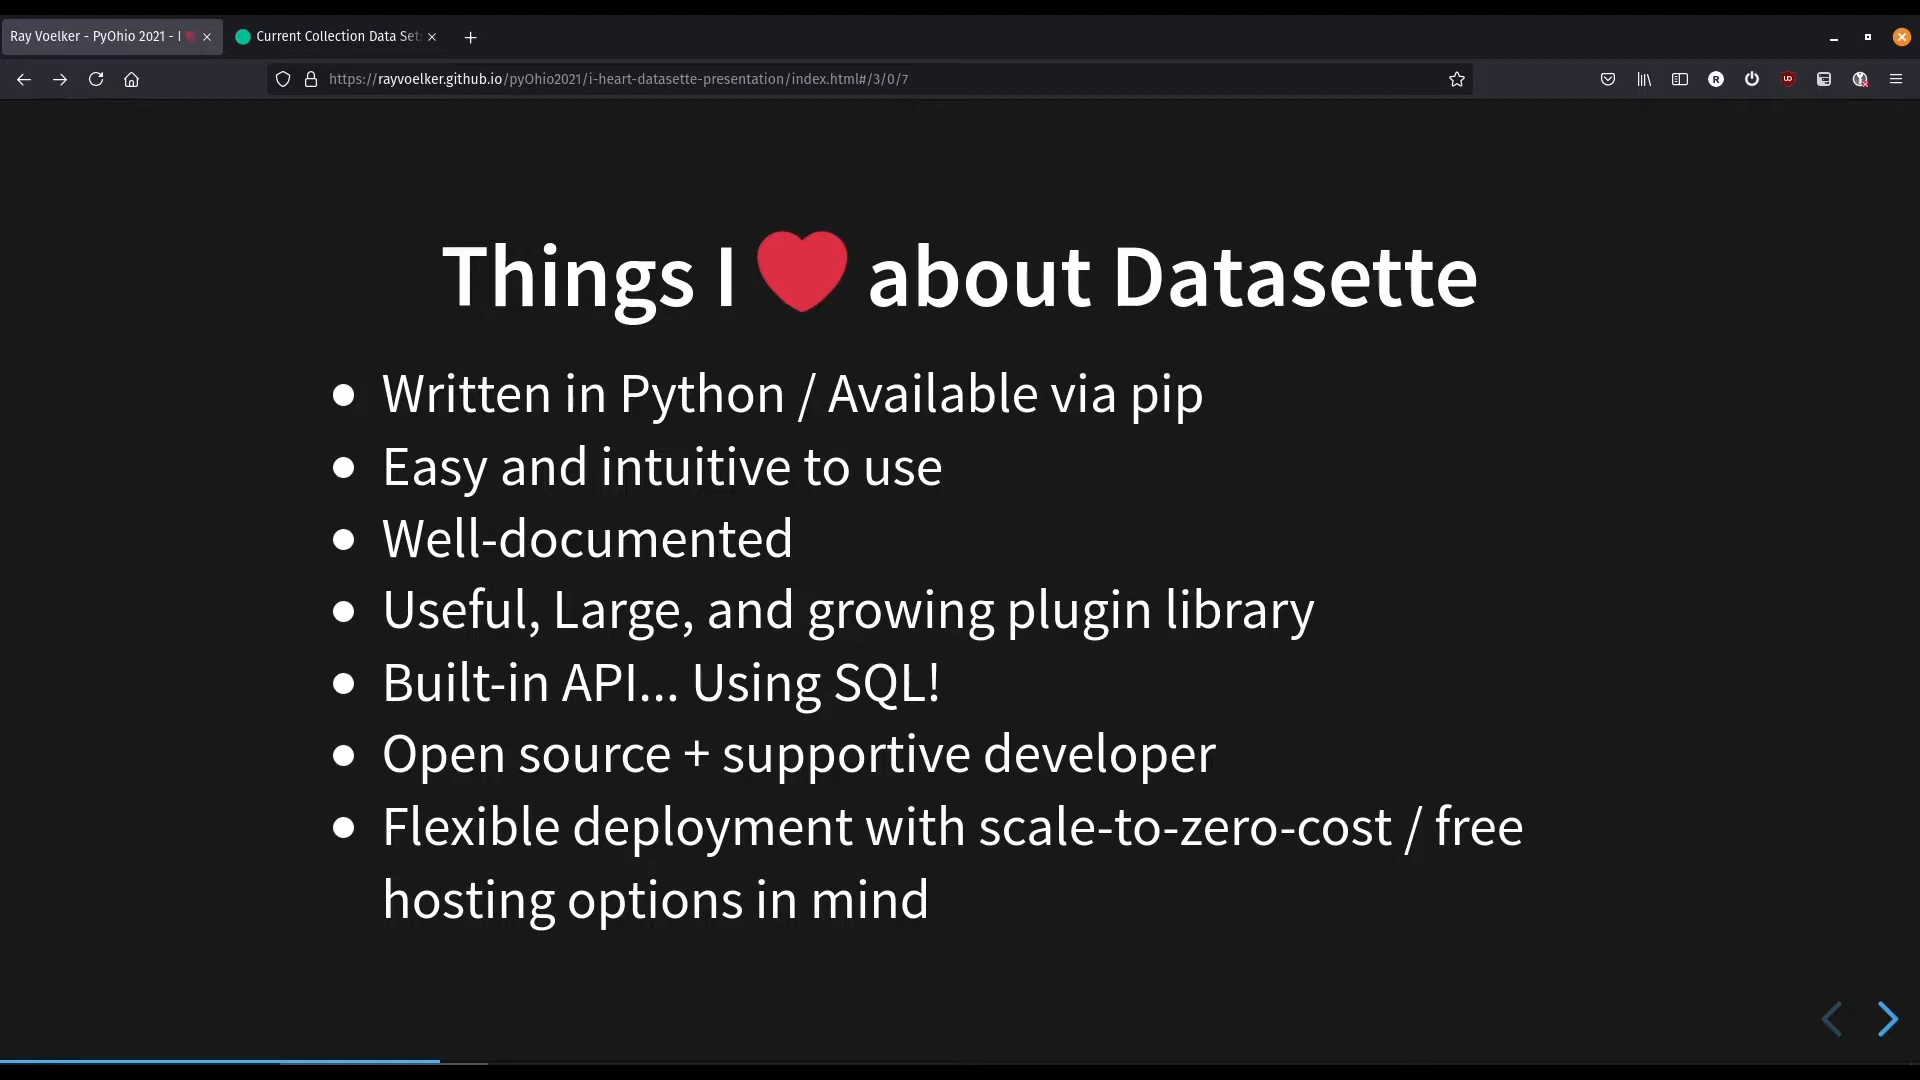 Ray Voelker - PyOhio 2021 - I ❤
Current Collection Data Set
https://rayvoelker.github.io/pyOhio2021/i-heart-datasette-presentation/index.html#/3/0/7
Things I ❤ about Datasette
Written in Python / Available via pip
Easy and intuitive to use
Well-documented
Useful, Large, and growing plugin library
Built-in API... Using SQL!
Open source + supportive developer
Flexible deployment with scale-to-zero-cost / free
hosting options in mind